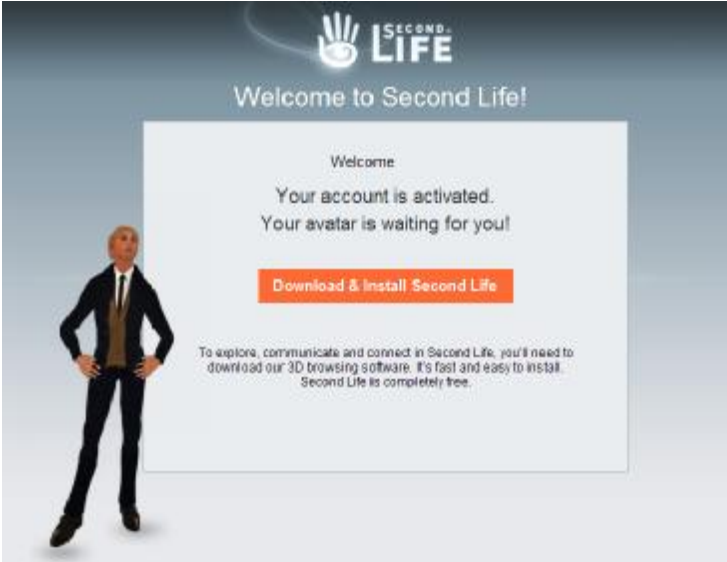 SECOND
LIFE
Welcome to Second Life!
Welcome
Your account is activated.
Your avatar is waiting for you!
Download & Install Second Life
To explore, communicate and connect in Second Life, you'll need to
download our 3D browsing software. It's fast and easy to install.
Second Life is completely free.